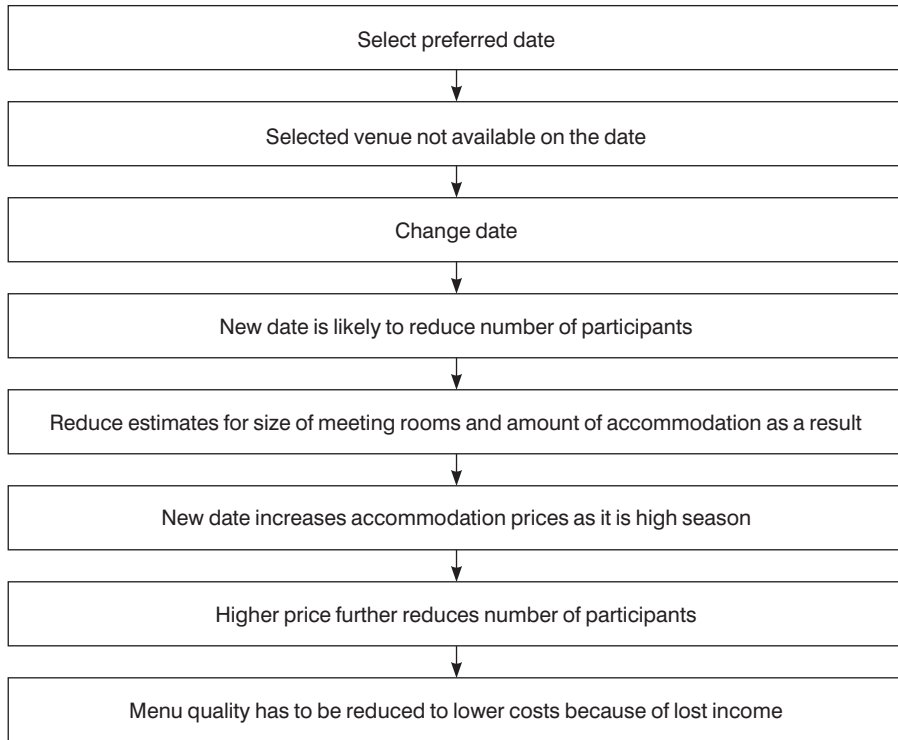 Select preferred date
Selected venue not available on the date
Change date
New date is likely to reduce number of participants
Reduce estimates for size of meeting rooms and amount of accommodation as a result
New date increases accommodation prices as it is high season
Higher price further reduces number of participants
Menu quality has to be reduced to lower costs because of lost income